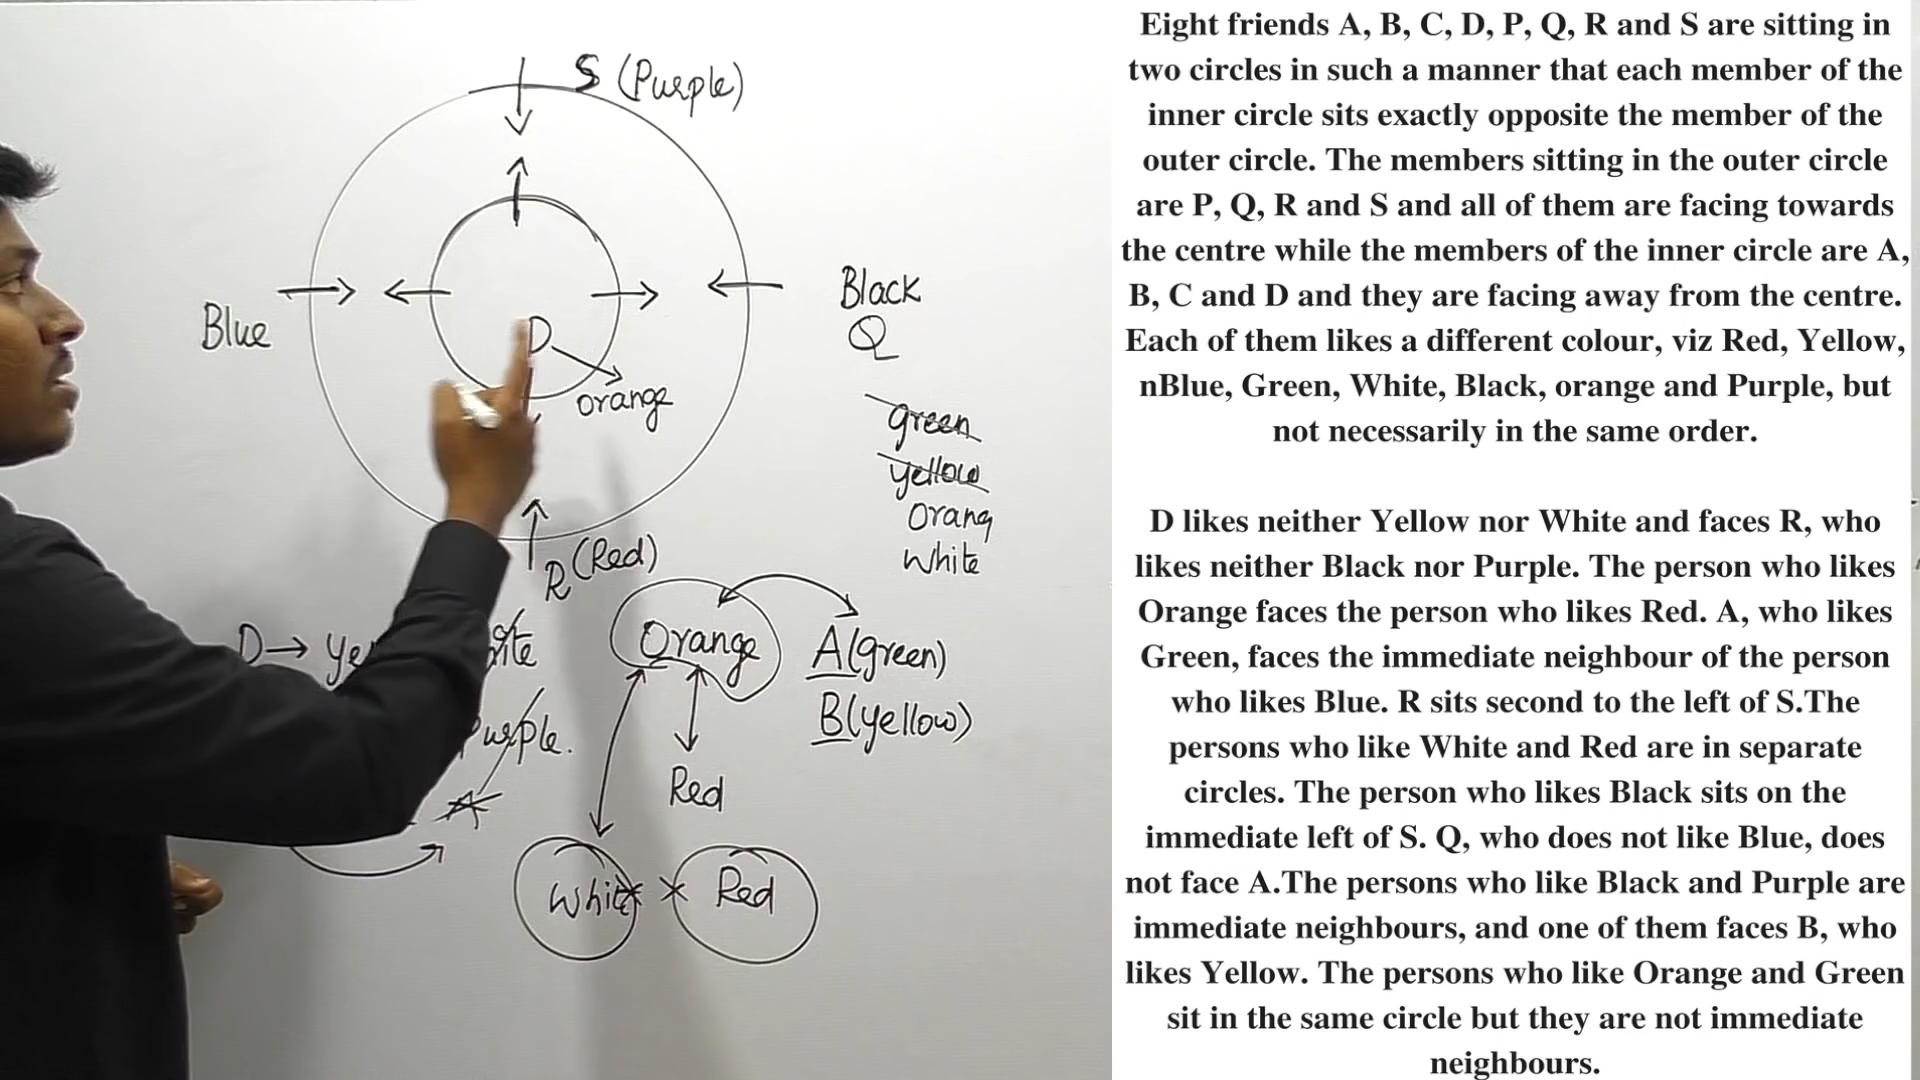 S (Purple)
Blue
Black
Q
D
orange
green
yellow
Orang
White
R (Red)
D →
Orange
A(green)
B(yellow)
Purple.
Red
A
White
Red
Eight friends A, B, C, D, P, Q, R and S are sitting in
two circles in such a manner that each member of the
inner circle sits exactly opposite the member of the
outer circle. The members sitting in the outer circle
are P, Q, R and S and all of them are facing towards
the centre while the members of the inner circle are A,
B, C and D and they are facing away from the centre.
Each of them likes a different colour, viz Red, Yellow,
nBlue, Green, White, Black, orange and Purple, but
not necessarily in the same order.
D likes neither Yellow nor White and faces R, who
likes neither Black nor Purple. The person who likes
Orange faces the person who likes Red. A, who likes
Green, faces the immediate neighbour of the person
who likes Blue. R sits second to the left of S.The
persons who like White and Red are in separate
circles. The person who likes Black sits on the
immediate left of S. Q, who does not like Blue, does
not face A.The persons who like Black and Purple are
immediate neighbours, and one of them faces B, who
likes Yellow. The persons who like Orange and Green
sit in the same circle but they are not immediate
neighbours.